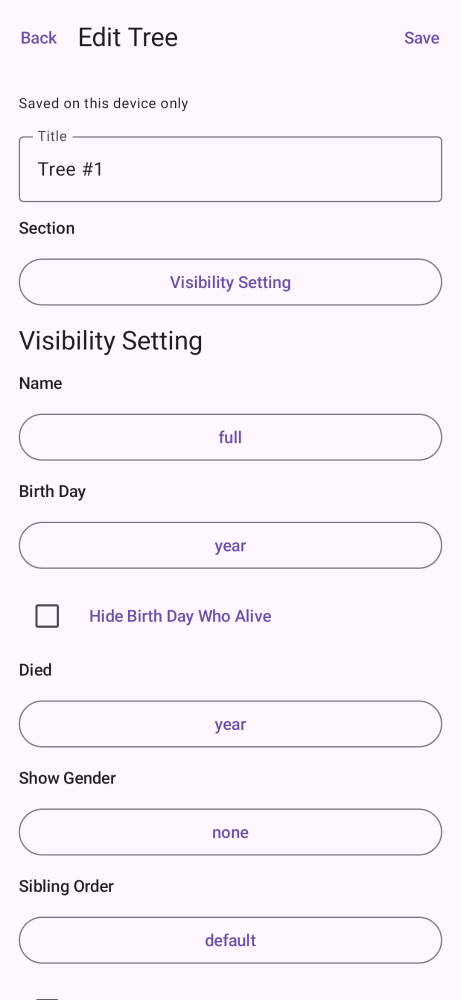 Back
Edit Tree
Save
Saved on this device only
Title
Tree #1
Section
Visibility Setting
Visibility Setting
Name
full
Birth Day
year
Hide Birth Day Who Alive
Died
year
Show Gender
none
Sibling Order
default